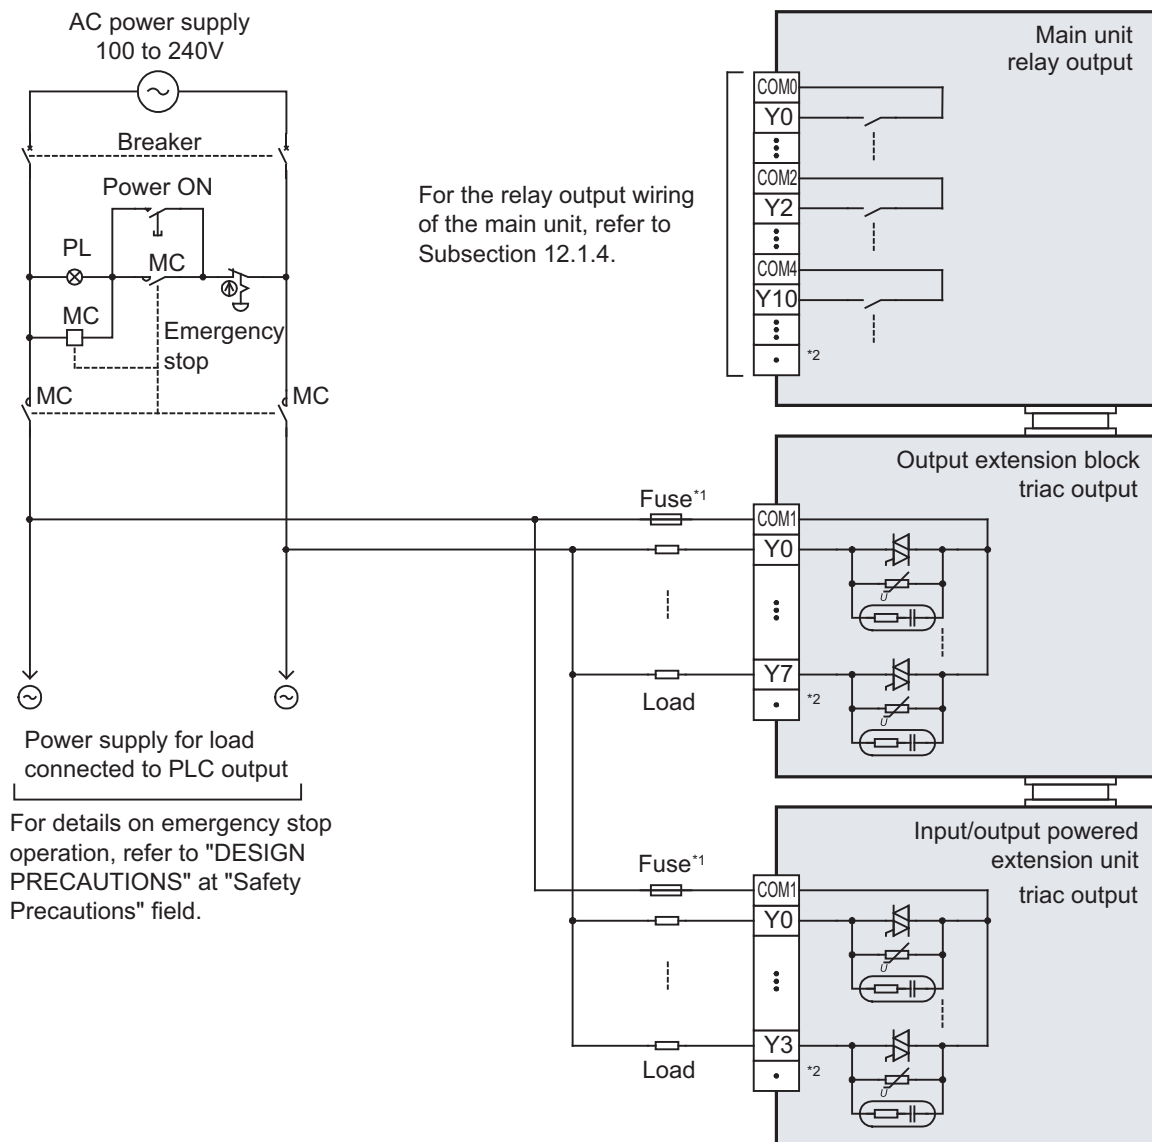 AC power supply
100 to 240V
Breaker
Power ON
PL
MC
MC
Emergency
stop
MC
MC
Power supply for load
connected to PLC output
For details on emergency stop
operation, refer to "DESIGN
PRECAUTIONS" at "Safety
Precautions" field.
For the relay output wiring
of the main unit, refer to
Subsection 12.1.4.
Main unit
relay output
COM0
Y0
COM2
Y2
COM4
Y10
*2
Output extension block
triac output
Fuse*1
COM1
Y0
U
Y7
Load
*2
U
Input/output powered
extension unit
triac output
Fuse*1
COM1
Y0
U
Y3
Load
*2
U